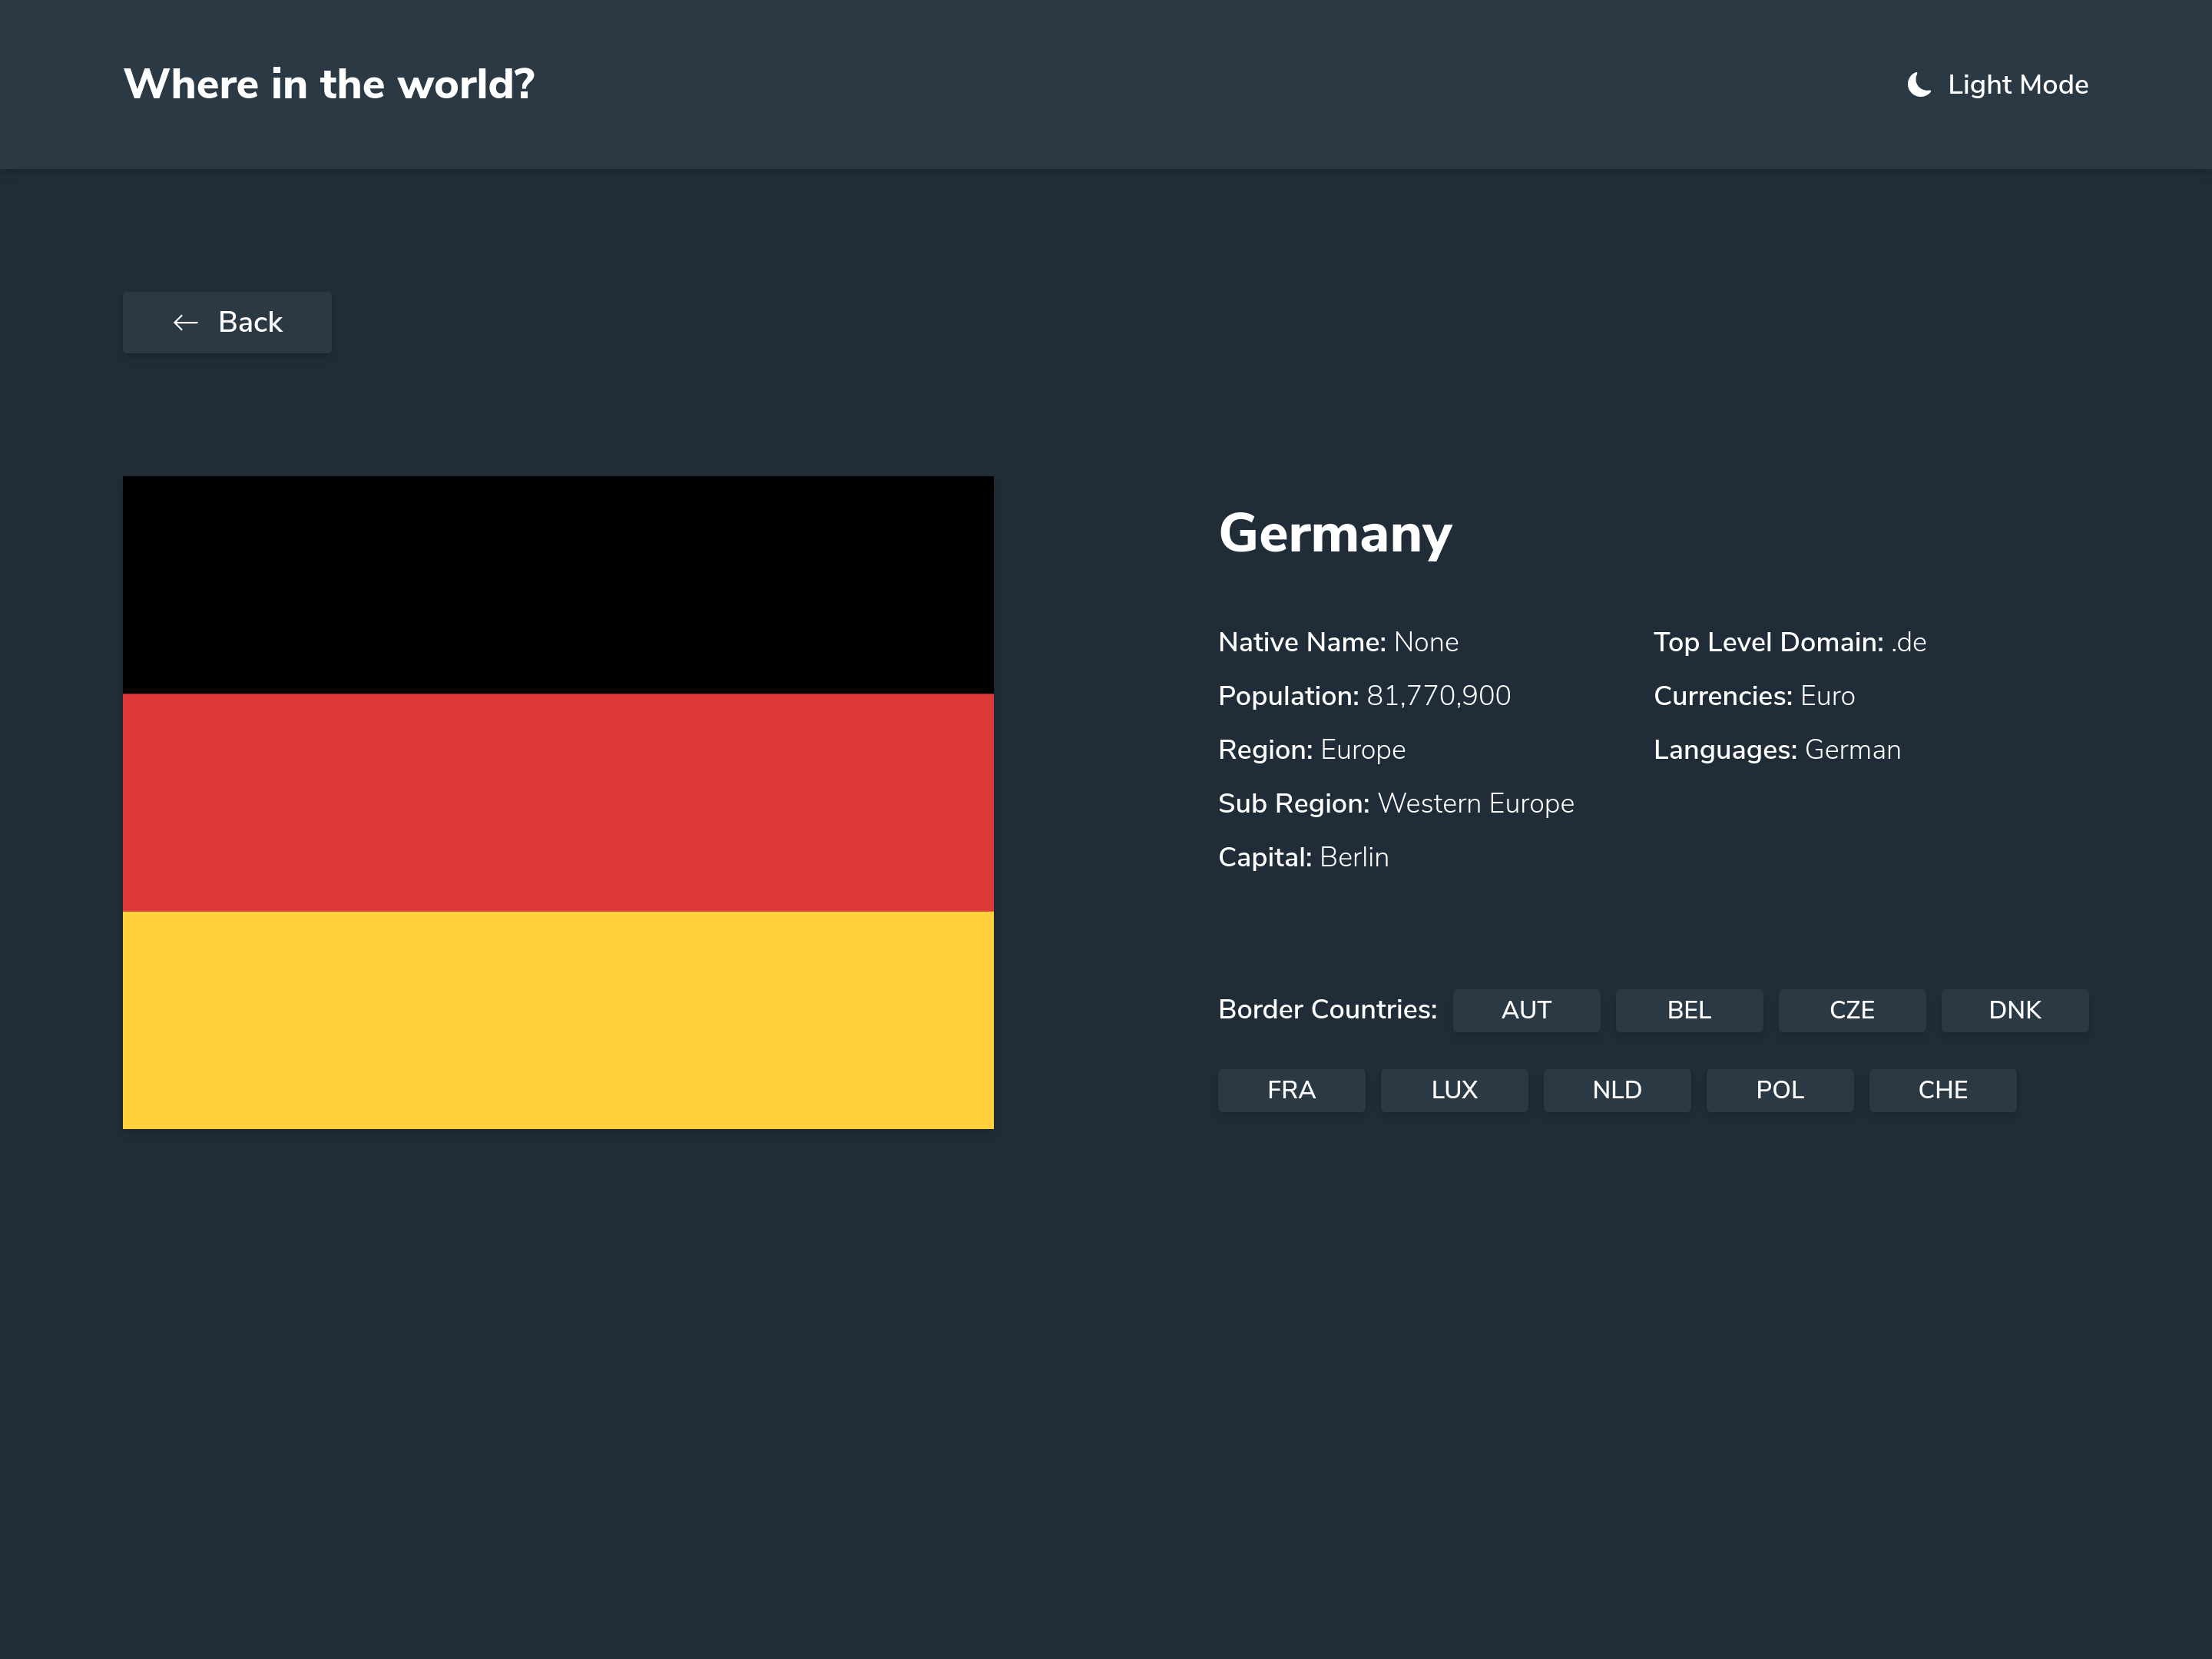 Where in the world?
Light Mode
Back
Germany
Native Name: None
Population: 81,770,900
Region: Europe
Sub Region: Western Europe
Capital: Berlin
Top Level Domain: .de
Currencies: Euro
Languages: German
Border Countries: AUT BEL CZE DNK
FRA LUX NLD POL CHE